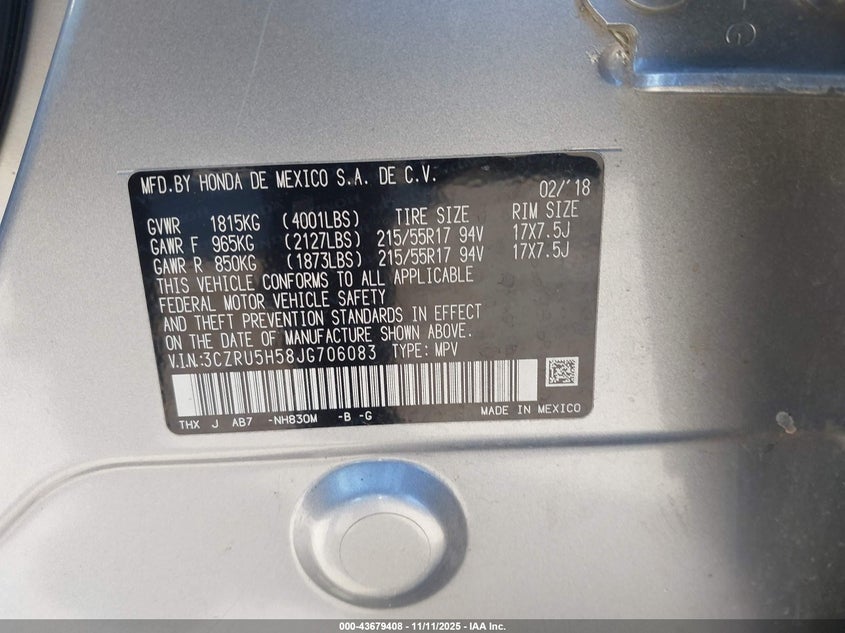 MFD.BY HONDA DE MEXICO S.A. DE C.V.
02/'18
GVWR 1815KG (4001LBS) TIRE SIZE RIM SIZE
GAWR F 965KG (2127LBS) 215/55R17 94V 17X7.5J
GAWR R 850KG (1873LBS) 215/55R17 94V 17X7.5J
THIS VEHICLE CONFORMS TO ALL APPLICABLE
FEDERAL MOTOR VEHICLE SAFETY
AND THEFT PREVENTION STANDARDS IN EFFECT
ON THE DATE OF MANUFACTURE SHOWN ABOVE.
V.I.N.:3CZRU5H58JG706083 TYPE: MPV
THX J AB7 -NH830M -B -G MADE IN MEXICO
000-43679408 - 11/11/2025 - IAA Inc.